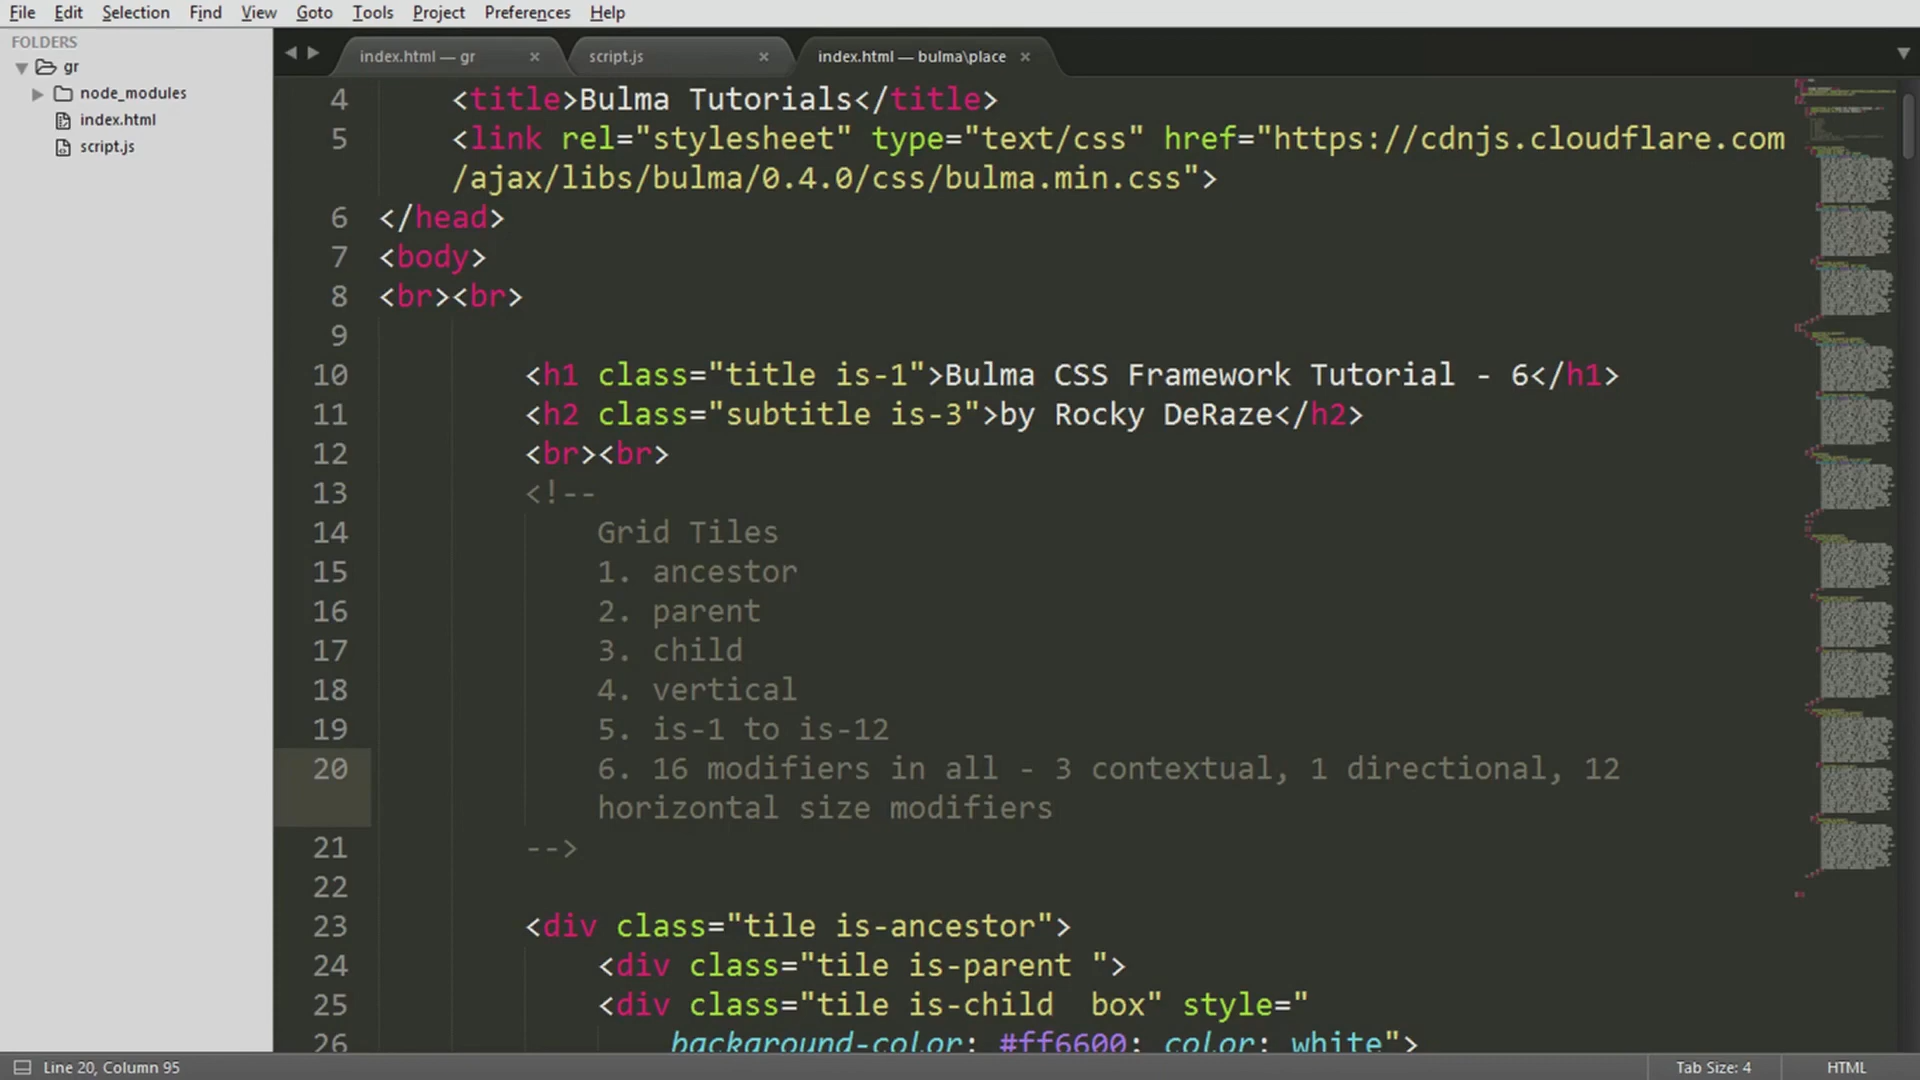 File Edit Selection Find View Goto Tools Project Preferences Help
FOLDERS
gr
node_modules
index.html
script.js
index.html — gr × script.js × index.html — bulma\place ×
4 <title>Bulma Tutorials</title>
5 <link rel="stylesheet" type="text/css" href="https://cdnjs.cloudflare.com
/ajax/libs/bulma/0.4.0/css/bulma.min.css">
6 </head>
7 <body>
8 <br><br>
9
10 <h1 class="title is-1">Bulma CSS Framework Tutorial - 6</h1>
11 <h2 class="subtitle is-3">by Rocky DeRaze</h2>
12 <br><br>
13 <!--
14 Grid Tiles
15 1. ancestor
16 2. parent
17 3. child
18 4. vertical
19 5. is-1 to is-12
20 6. 16 modifiers in all - 3 contextual, 1 directional, 12
horizontal size modifiers
21 -->
22
23 <div class="tile is-ancestor">
24 <div class="tile is-parent ">
25 <div class="tile is-child  box" style="
26 background-color: #ff6600; color: white">
Line 20, Column 95 Tab Size: 4 HTML